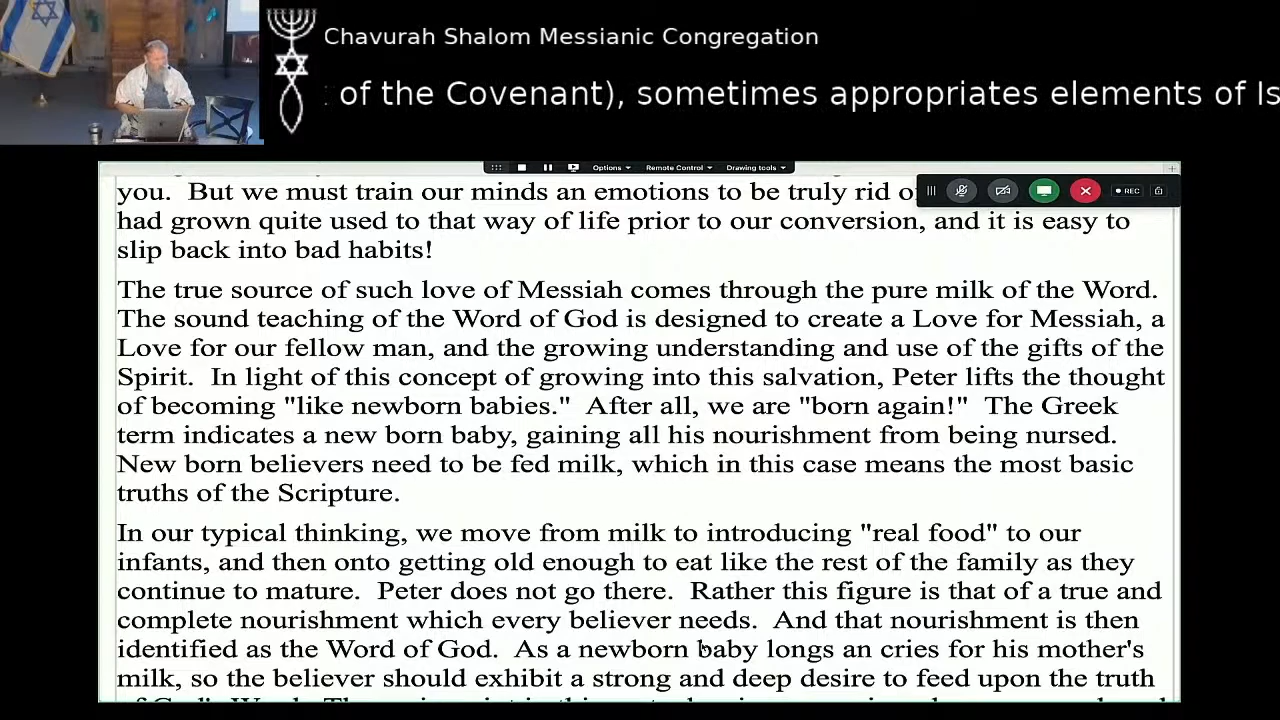 Chavurah Shalom Messianic Congregation
of the Covenant), sometimes appropriates elements of Is
Options
Remote Control
Drawing tools
REC
you. But we must train our minds an emotions to be truly rid
had grown quite used to that way of life prior to our conversion, and it is easy to
slip back into bad habits!
The true source of such love of Messiah comes through the pure milk of the Word.
The sound teaching of the Word of God is designed to create a Love for Messiah, a
Love for our fellow man, and the growing understanding and use of the gifts of the
Spirit. In light of this concept of growing into this salvation, Peter lifts the thought
of becoming "like newborn babies." After all, we are "born again!" The Greek
term indicates a new born baby, gaining all his nourishment from being nursed.
New born believers need to be fed milk, which in this case means the most basic
truths of the Scripture.
In our typical thinking, we move from milk to introducing "real food" to our
infants, and then onto getting old enough to eat like the rest of the family as they
continue to mature. Peter does not go there. Rather this figure is that of a true and
complete nourishment which every believer needs. And that nourishment is then
identified as the Word of God. As a newborn baby longs an cries for his mother's
milk, so the believer should exhibit a strong and deep desire to feed upon the truth